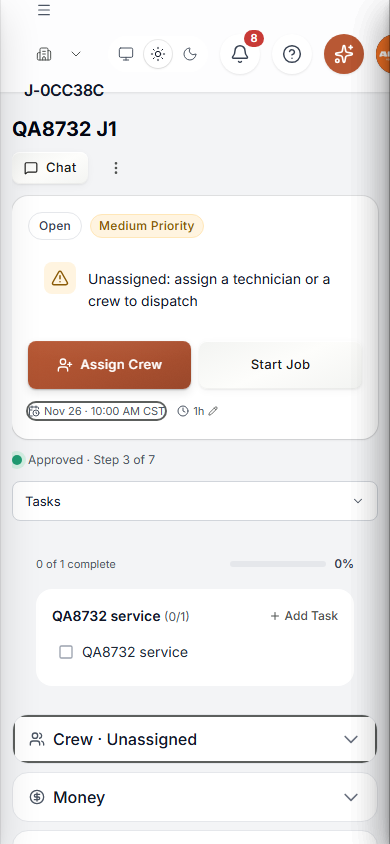 8
J-0CC38C
QA8732 J1
Chat
Open
Medium Priority
Unassigned: assign a technician or a
crew to dispatch
Assign Crew
Start Job
Nov 26 · 10:00 AM CST
1h
Approved · Step 3 of 7
Tasks
0 of 1 complete
0%
QA8732 service (0/1)
+ Add Task
QA8732 service
Crew · Unassigned
Money